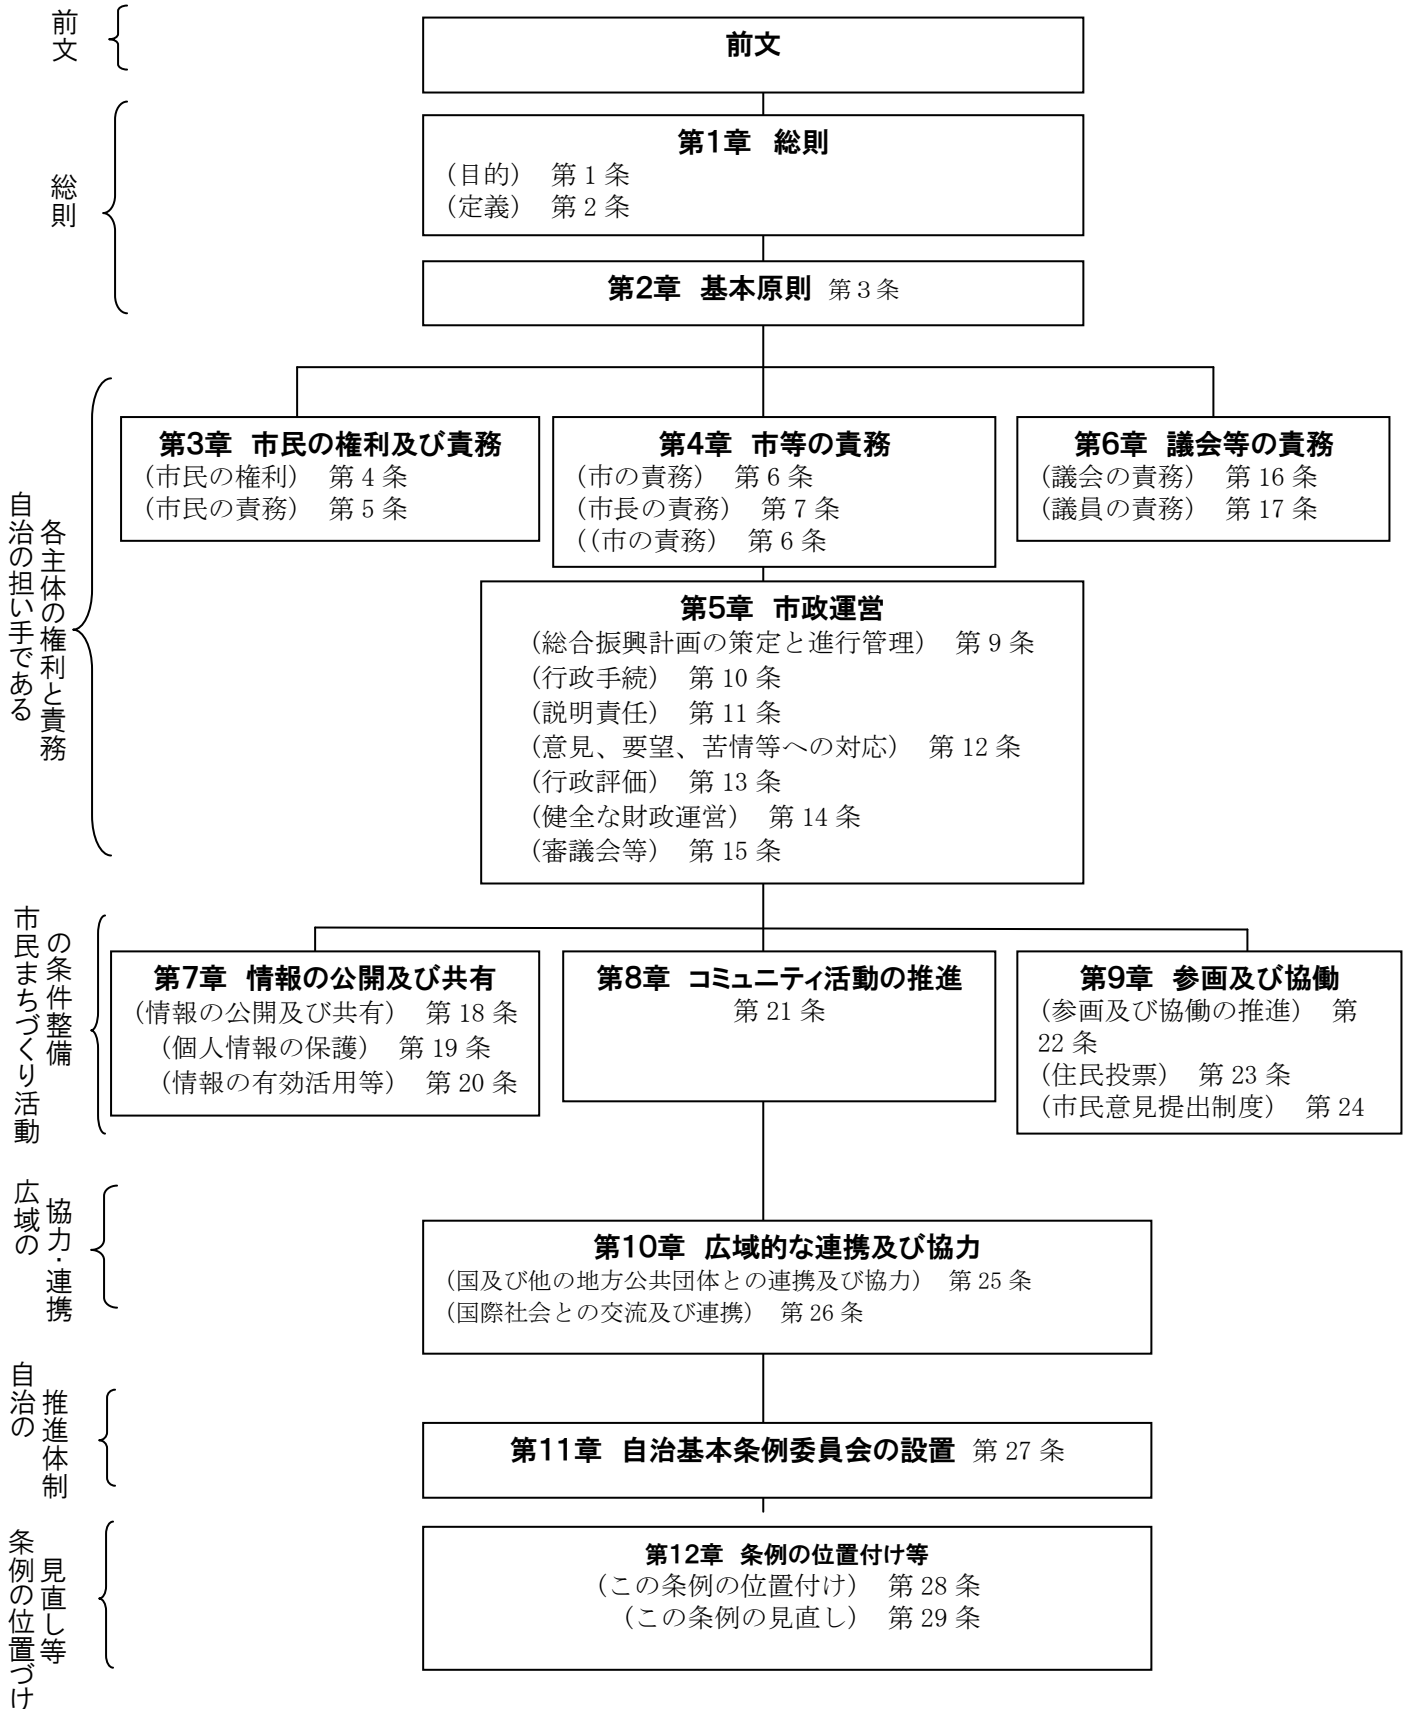 前文
前文
総則
第1章 総則
(目的) 第1条
(定義) 第2条
第2章 基本原則 第3条
自治の担い手である
各主体の権利と責務
第3章 市民の権利及び責務
(市民の権利) 第4条
(市民の責務) 第5条
第4章 市等の責務
(市の責務) 第6条
(市長の責務) 第7条
((市の責務) 第6条
第6章 議会等の責務
(議会の責務) 第16条
(議員の責務) 第17条
第5章 市政運営
(総合振興計画の策定と進行管理) 第9条
(行政手続) 第10条
(説明責任) 第11条
(意見、要望、苦情等への対応) 第12条
(行政評価) 第13条
(健全な財政運営) 第14条
(審議会等) 第15条
市民まちづくり活動
の条件整備
第7章 情報の公開及び共有
(情報の公開及び共有) 第18条
(個人情報の保護) 第19条
(情報の有効活用等) 第20条
第8章 コミュニティ活動の推進
第21条
第9章 参画及び協働
(参画及び協働の推進) 第
22条
(住民投票) 第23条
(市民意見提出制度) 第24
広域の
協力・連携
第10章 広域的な連携及び協力
(国及び他の地方公共団体との連携及び協力) 第25条
(国際社会との交流及び連携) 第26条
自治の
推進体制
第11章 自治基本条例委員会の設置 第27条
条例の位置づけ
見直し等
第12章 条例の位置付け等
(この条例の位置付け) 第28条
(この条例の見直し) 第29条